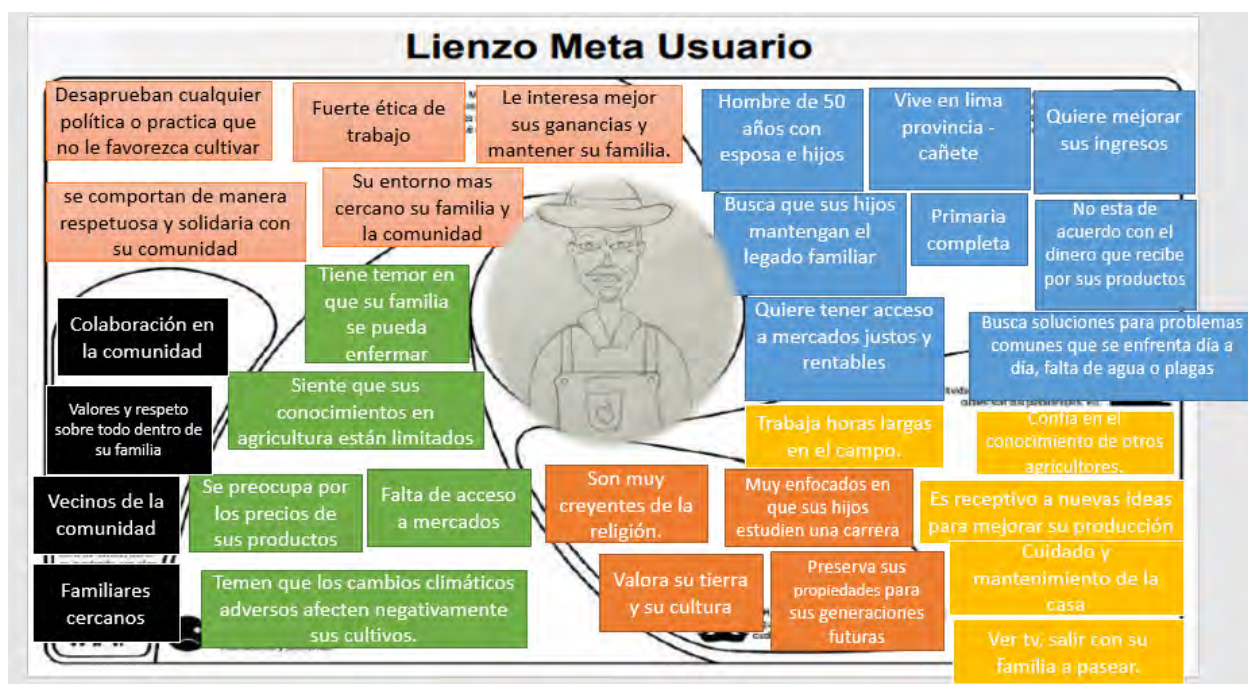 Lienzo Meta Usuario
Desaprueban cualquier
política o practica que
no le favorezca cultivar
Fuerte ética de
trabajo
Le interesa mejor
sus ganancias y
mantener su familia.
se comportan de manera
respetuosa y solidaria con
su comunidad
Su entorno mas
cercano su familia y
la comunidad
Hombre de 50
años con
esposa e hijos
Vive en lima
provincia -
cañete
Quiere mejorar
sus ingresos
Busca que sus hijos
mantengan el
legado familiar
Primaria
completa
No esta de
acuerdo con el
dinero que recibe
por sus productos
Quiere tener acceso
a mercados justos y
rentables
Busca soluciones para problemas
comunes que se enfrenta día a
día, falta de agua o plagas
Colaboración en
la comunidad
Valores y respeto
sobre todo dentro de
su familia
Vecinos de la
comunidad
Familiares
cercanos
Tiene temor en
que su familia
se pueda
enfermar
Siente que sus
conocimientos en
agricultura están limitados
Se preocupa por
los precios de
sus productos
Falta de acceso
a mercados
Temen que los cambios climáticos
adversos afecten negativamente
sus cultivos.
Son muy
creyentes de la
religión.
Muy enfocados en
que sus hijos
estudien una carrera
Valora su tierra
y su cultura
Preserva sus
propiedades para
sus generaciones
futuras
Trabaja horas largas
en el campo.
Confía en el
conocimiento de otros
agricultores.
Es receptivo a nuevas ideas
para mejorar su producción
Cuidado y
mantenimiento de la
casa
Ver tv, salir con su
familia a pasear.